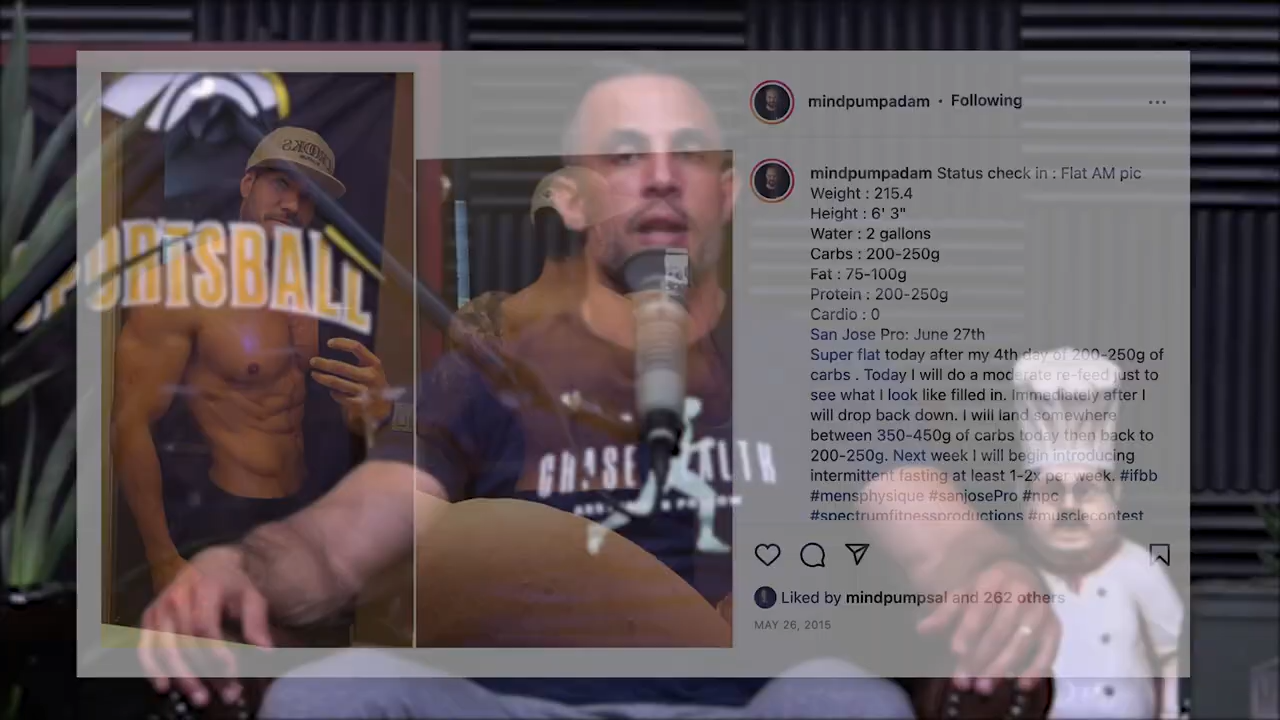 SPORTSBALL
CHASE
mindpumpadam • Following
mindpumpadam Status check in : Flat AM pic
Weight : 215.4
Height : 6' 3"
Water : 2 gallons
Carbs : 200-250g
Fat : 75-100g
Protein : 200-250g
Cardio : 0
San Jose Pro: June 27th
Super flat today after my 4th day of 200-250g of
carbs . Today I will do a moderate re-feed just to
see what I look like filled in. Immediately after I
will drop back down. I will land somewhere
between 350-450g of carbs today then back to
200-250g. Next week I will begin introducing
intermittent fasting at least 1-2x per week. #ifbb
#mensphysique #sanjosePro #npc
#spectrumfitnessproductions #musclecontest
Liked by mindpumpsal and 262 others
MAY 26, 2015